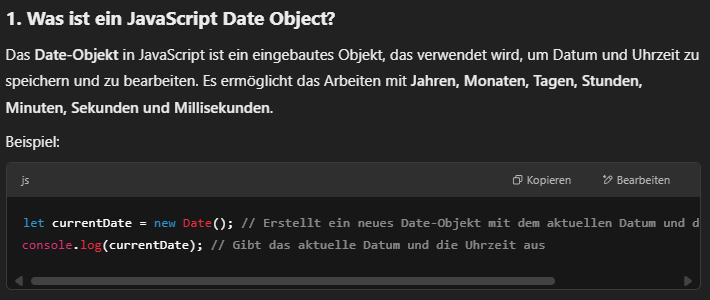 1. Was ist ein JavaScript Date Object?
Das Date-Objekt in JavaScript ist ein eingebautes Objekt, das verwendet wird, um Datum und Uhrzeit zu
speichern und zu bearbeiten. Es ermöglicht das Arbeiten mit Jahren, Monaten, Tagen, Stunden,
Minuten, Sekunden und Millisekunden.
Beispiel:
js Kopieren Bearbeiten
let currentDate = new Date(); // Erstellt ein neues Date-Objekt mit dem aktuellen Datum und d
console.log(currentDate); // Gibt das aktuelle Datum und die Uhrzeit aus